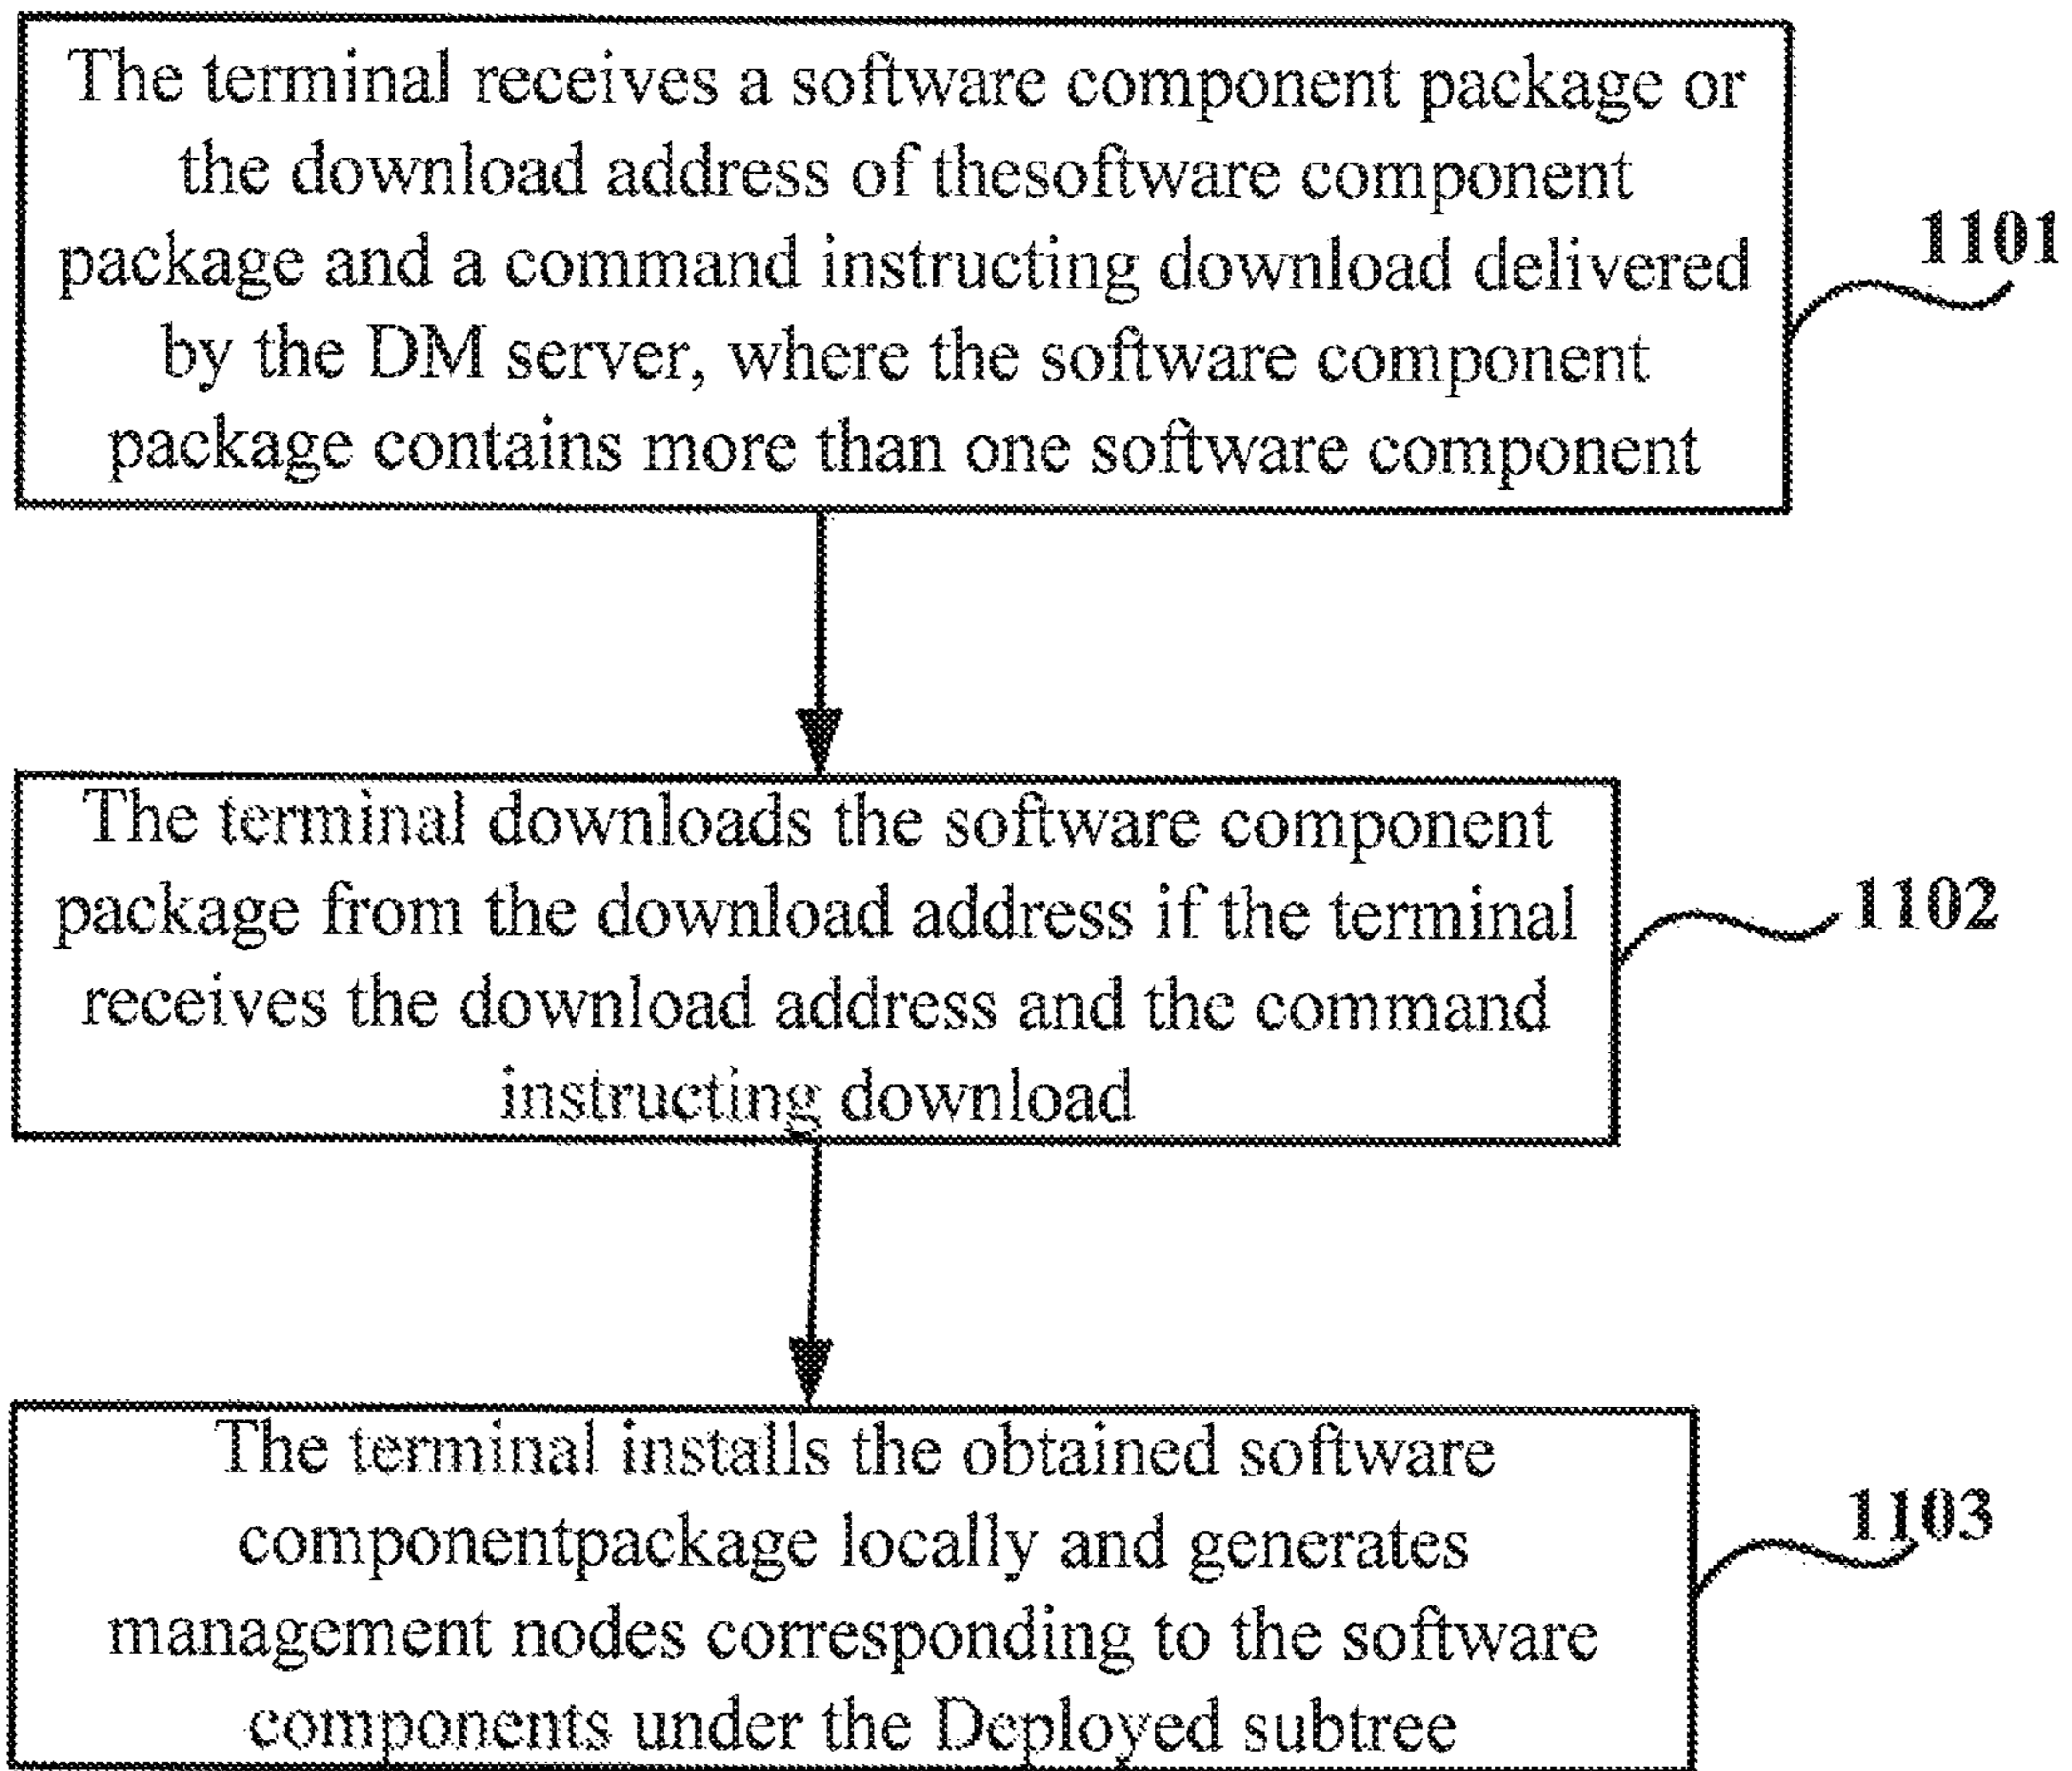 The terminal receives a software component package or
the download address of thesoftware component
package and a command instructing download delivered
by the DM server, where the software component
package contains more than one software component
1101
The terminal downloads the software component
package from the download address if the terminal
receives the download address and the command
instructing download
1102
The terminal installs the obtained software
componentpackage locally and generates
management nodes corresponding to the software
components under the Deployed subtree
1103